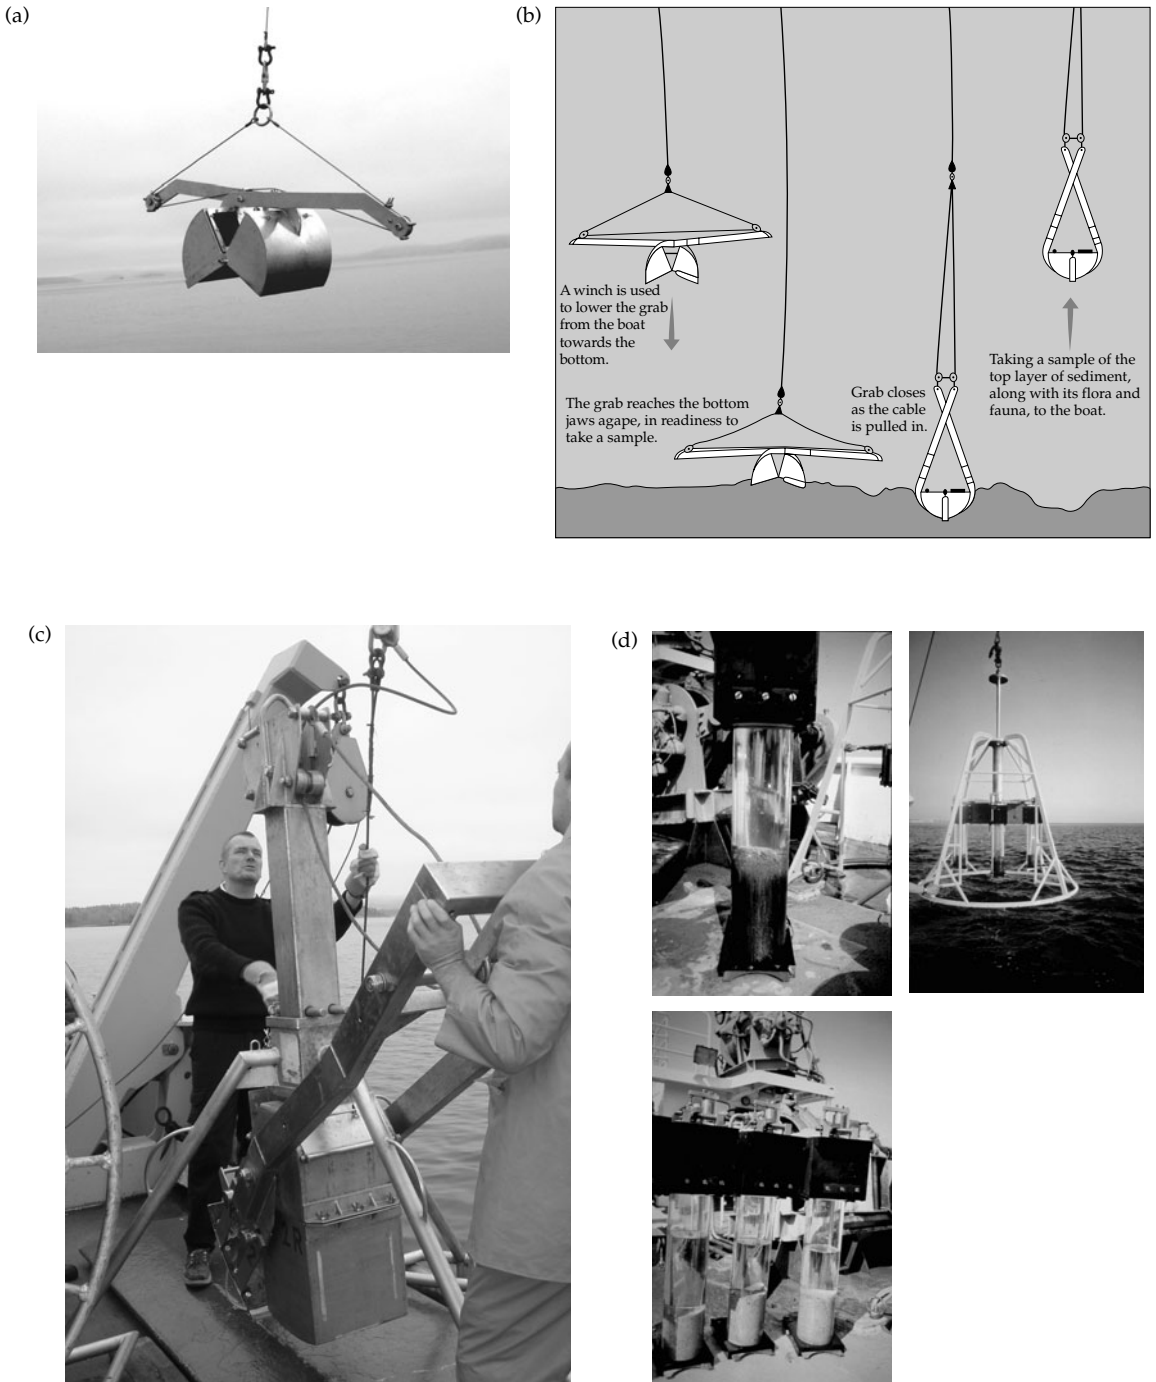 (a)
(b)
A winch is used
to lower the grab
from the boat
towards the
bottom.
The grab reaches the bottom
jaws agape, in readiness to
take a sample.
Grab closes
as the cable
is pulled in.
Taking a sample of the
top layer of sediment,
along with its flora and
fauna, to the boat.
(c)
(d)